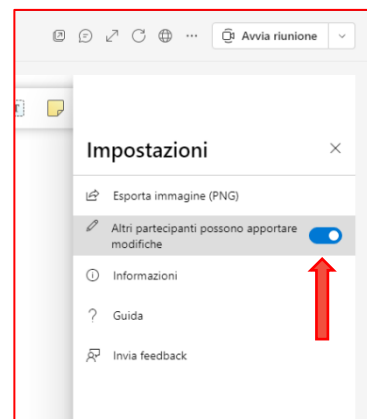 Avvia riunione
Impostazioni
Esporta immagine (PNG)
Altri partecipanti possono apportare
modifiche
Informazioni
Guida
Invia feedback